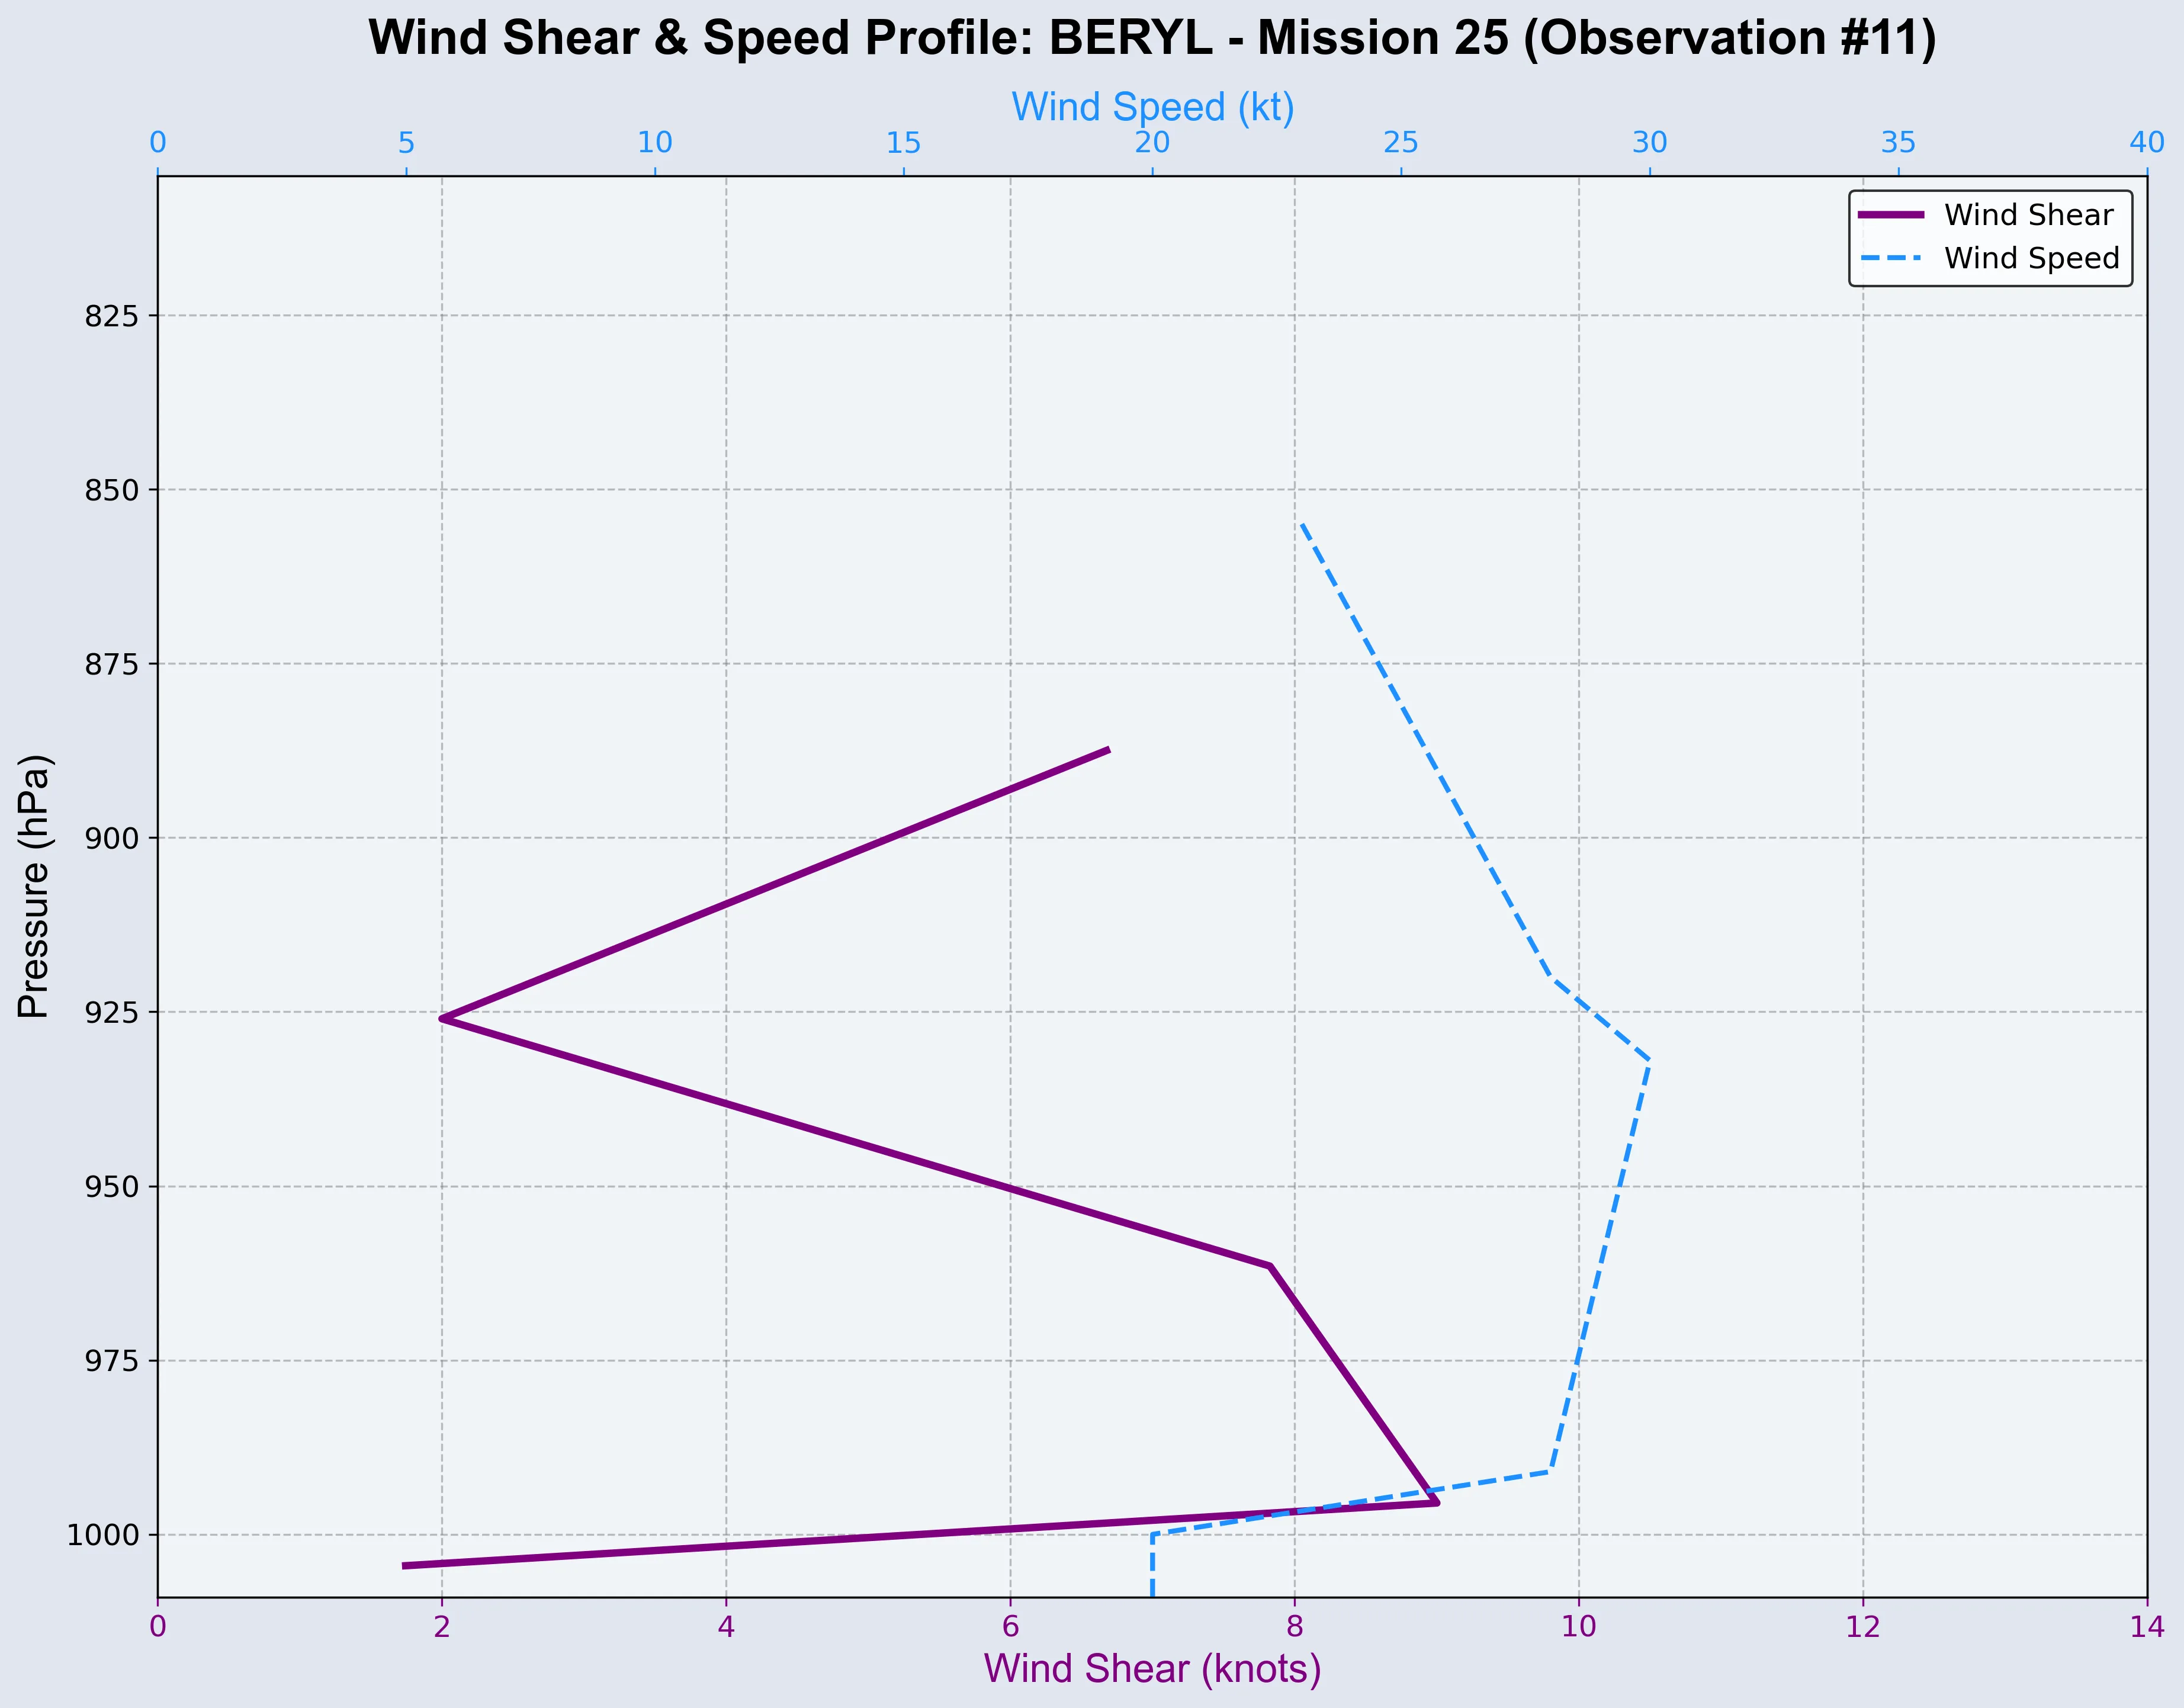 Wind Shear & Speed Profile: BERYL - Mission 25 (Observation #11)
Wind Speed (kt)
0 5 10 15 20 25 30 35 40
Wind Shear
Wind Speed
825
850
875
900
925
950
975
1000
Pressure (hPa)
0 2 4 6 8 10 12 14
Wind Shear (knots)